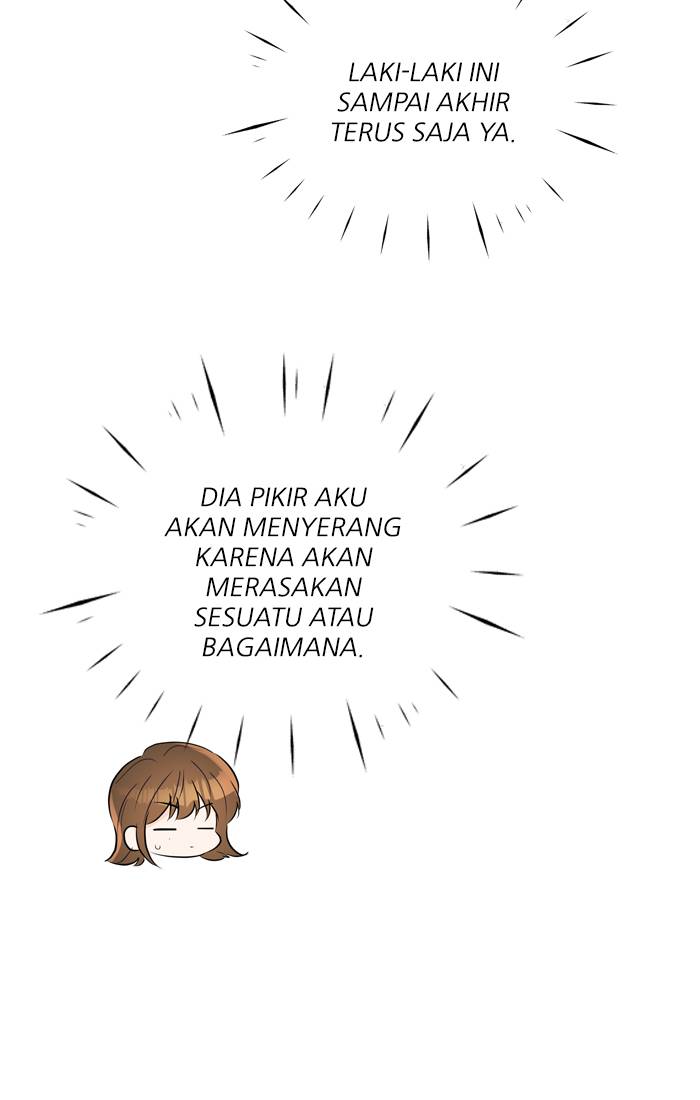 LAKI-LAKI INI
SAMPAI AKHIR
TERUS SAJA YA.
DIA PIKIR AKU
AKAN MENYERANG
KARENA AKAN
MERASAKAN
SESUATU ATAU
BAGAIMANA.